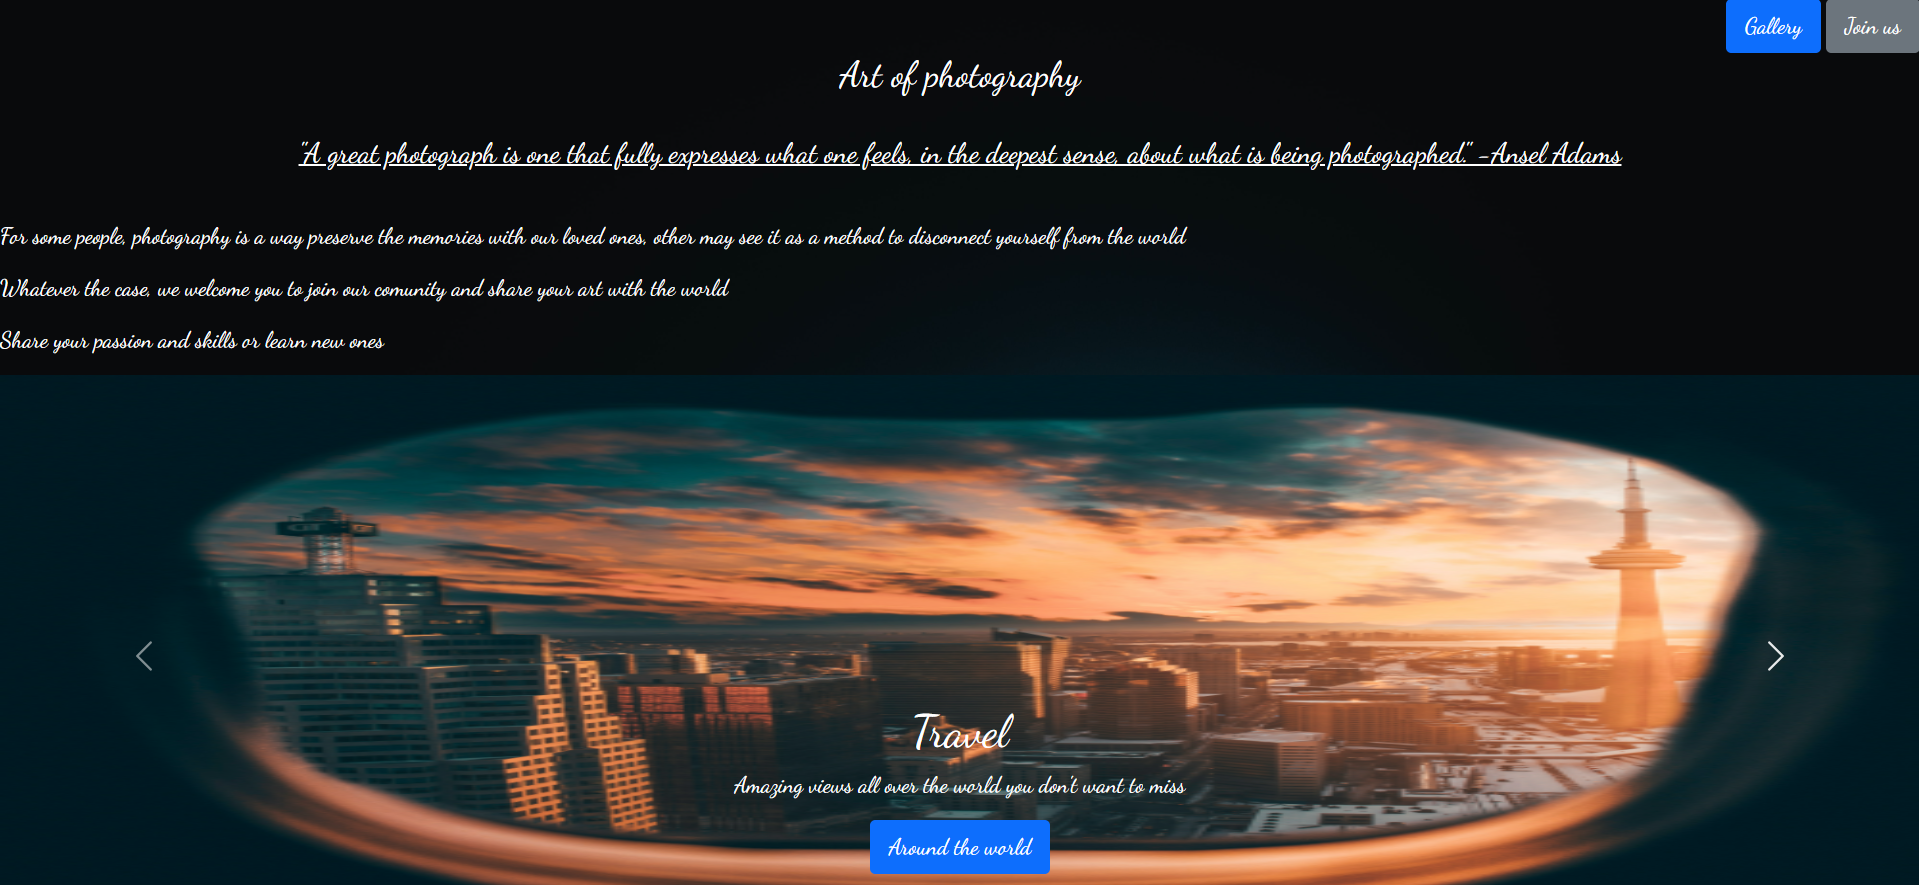 Gallery
Join us
Art of photography
"A great photograph is one that fully expresses what one feels, in the deepest sense, about what is being photographed." -Ansel Adams
For some people, photography is a way preserve the memories with our loved ones, other may see it as a method to disconnect yourself from the world
Whatever the case, we welcome you to join our comunity and share your art with the world
Share your passion and skills or learn new ones
Travel
Amazing views all over the world you don't want to miss
Around the world